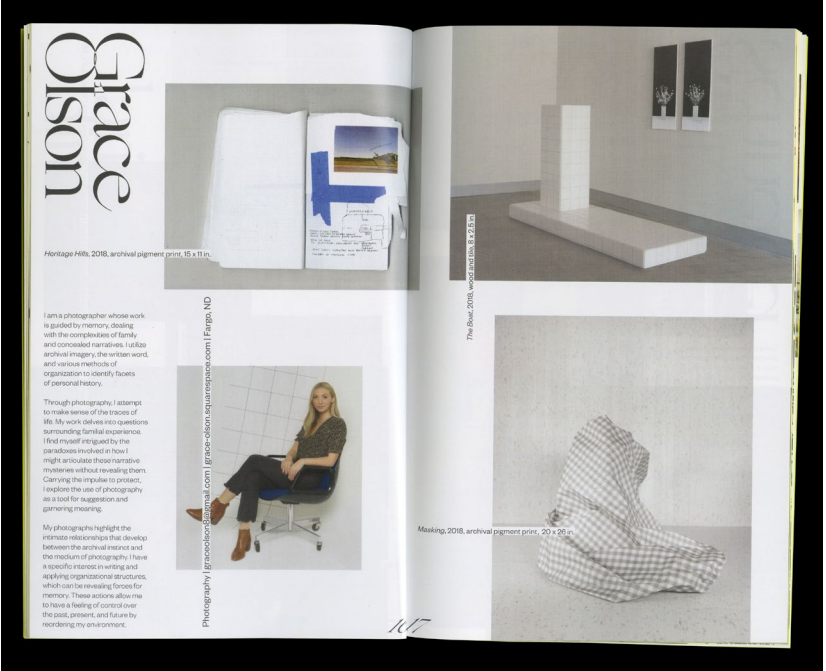 Grace
Olson
Heritage Hills, 2018, archival pigment print, 15 x 11 in.
I am a photographer whose work
is guided by memory, dealing
with the complexities of family
and concealed narratives. I utilize
archival imagery, the written word,
and various methods of
organization to identify facets
of personal history.
Through photography, I attempt
to make sense of the traces of
life. My work delves into questions
surrounding familial experience.
I find myself intrigued by the
paradoxes involved in how I
might articulate these narrative
mysteries without revealing them.
Carrying the impulse to protect,
I explore the use of photography
as a tool for suggestion and
garnering meaning.
My photographs highlight the
intimate relationships that develop
between the archival instinct and
the medium of photography. I have
a specific interest in writing and
applying organizational structures,
which can be revealing forces for
memory. These actions allow me
to have a feeling of control over
the past, present, and future by
reordering my environment.
Photography | graceolson8@gmail.com | grace-olson.squarespace.com | Fargo, ND
The Boat, 2018, wood and tile, 8 x 2.5 in.
Masking, 2018, archival pigment print, 20 x 26 in.
107